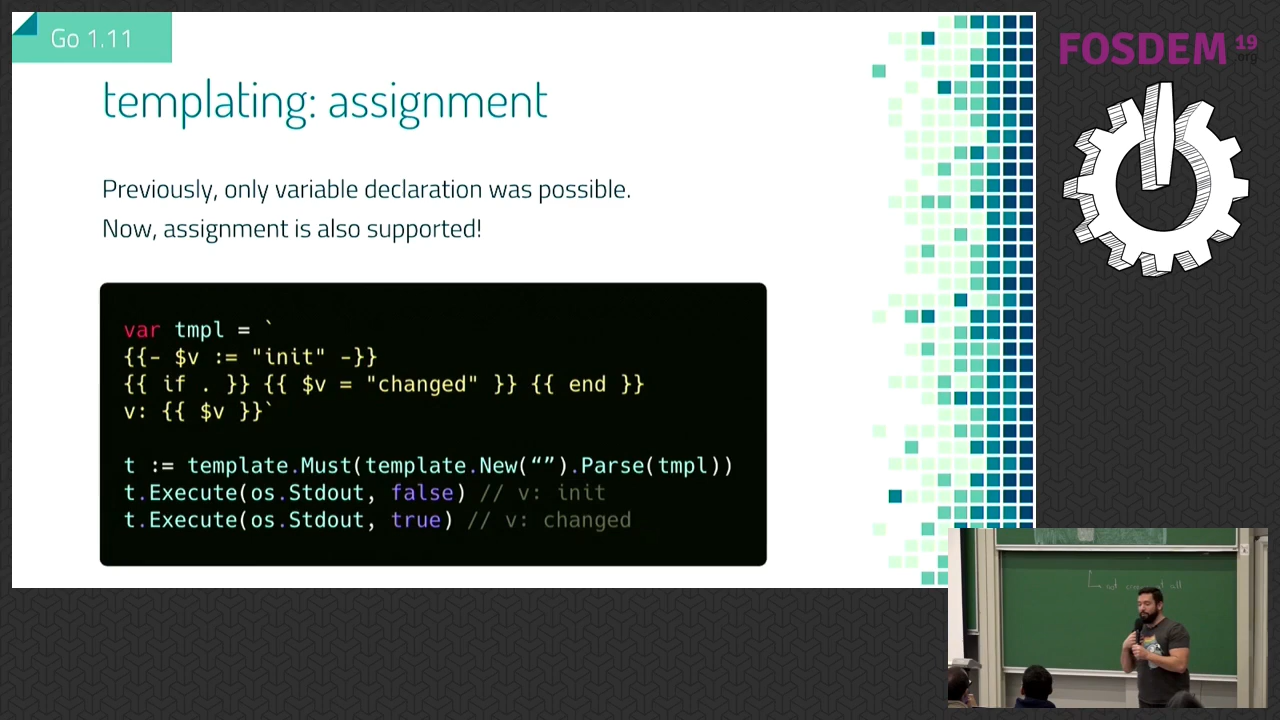 Go 1.11
FOSDEM 19
.org
templating: assignment
Previously, only variable declaration was possible.
Now, assignment is also supported!
var tmpl = `
{{- $v := "init" -}}
{{ if . }} {{ $v = "changed" }} {{ end }}
v: {{ $v }}`
t := template.Must(template.New(“”).Parse(tmpl))
t.Execute(os.Stdout, false) // v: init
t.Execute(os.Stdout, true) // v: changed